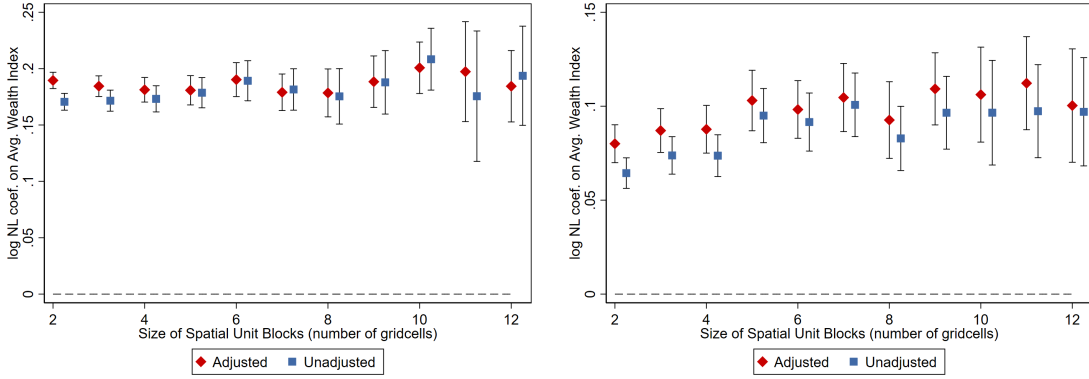 log NL coef. on Avg. Wealth Index
0 .05 .1 .15 .2 .25
2 4 6 8 10 12
Size of Spatial Unit Blocks (number of gridcells)
Adjusted Unadjusted
log NL coef. on Avg. Wealth Index
0 .05 .1 .15
2 4 6 8 10 12
Size of Spatial Unit Blocks (number of gridcells)
Adjusted Unadjusted